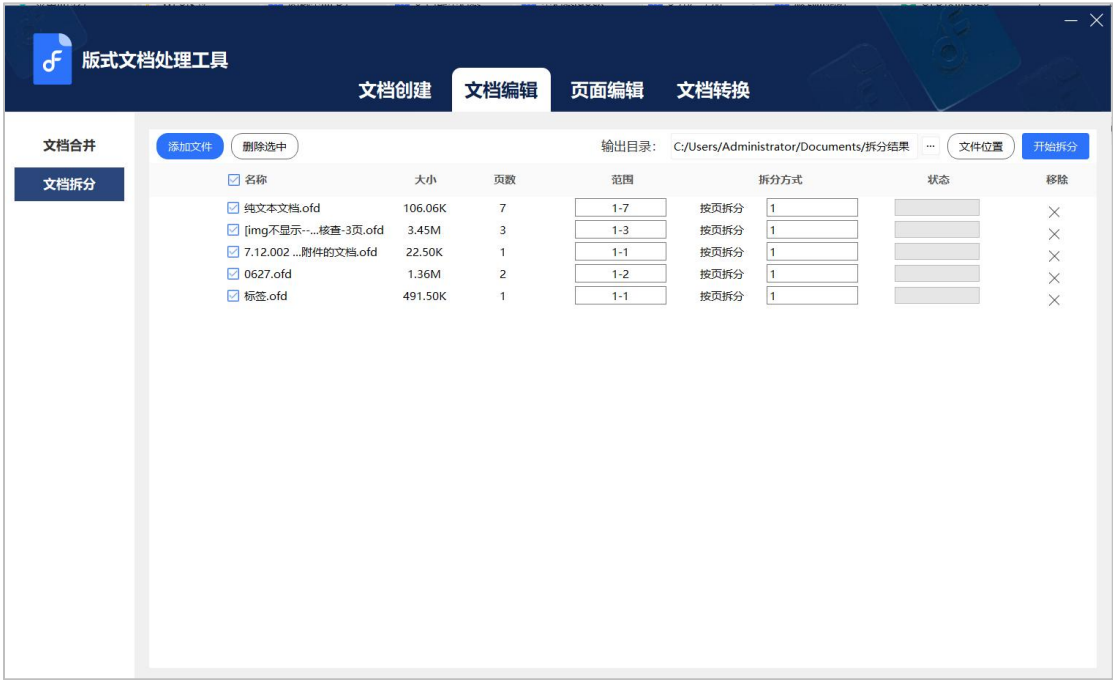 版式文档处理工具
文档创建 文档编辑 页面编辑 文档转换
文档合并
文档拆分
添加文件 删除选中 输出目录: C:/Users/Administrator/Documents/拆分结果 ... 文件位置 开始拆分
名称 大小 页数 范围 拆分方式 状态 移除
纯文本文档.ofd 106.06K 7 1-7 按页拆分 1
[img不显示--...核查-3页.ofd 3.45M 3 1-3 按页拆分 1
7.12.002 ...附件的文档.ofd 22.50K 1 1-1 按页拆分 1
0627.ofd 1.36M 2 1-2 按页拆分 1
标签.ofd 491.50K 1 1-1 按页拆分 1